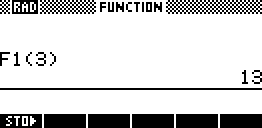 RAD FUNCTION
F1(3)
13
STO▶